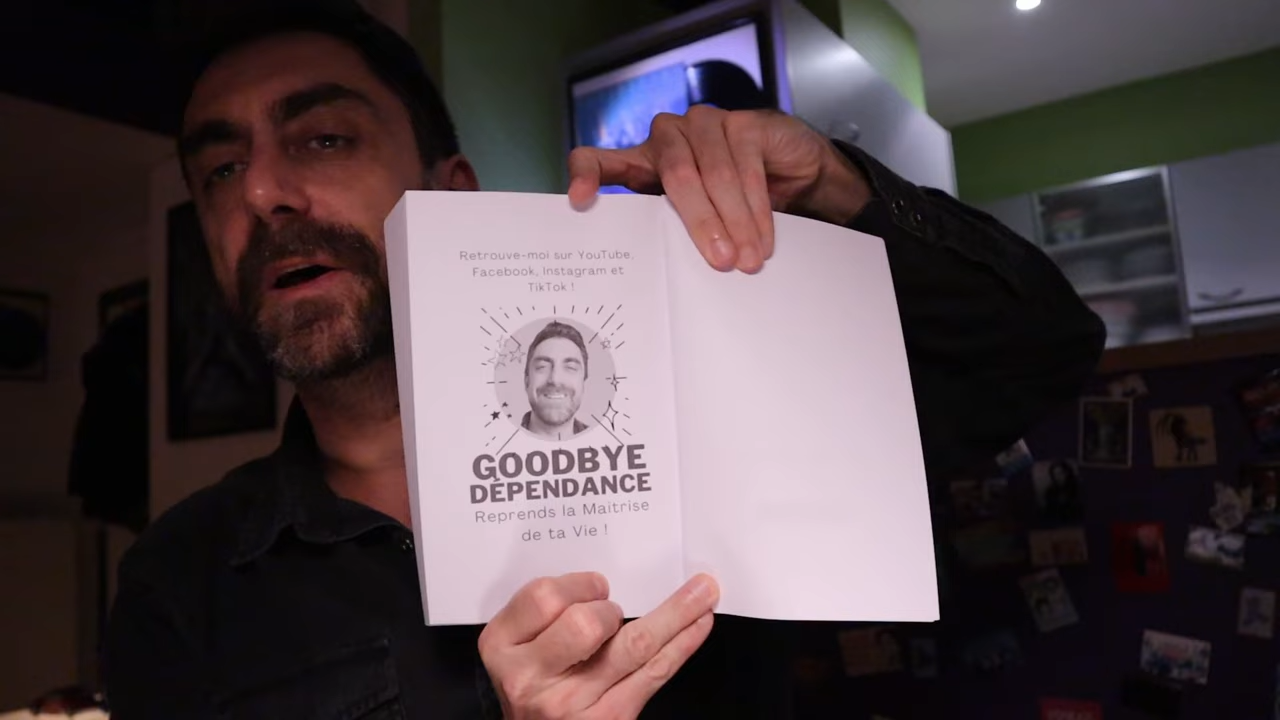 Retrouve-moi sur YouTube,
Facebook, Instagram et
TikTok !
GOODBYE
DÉPENDANCE
Reprends la Maitrise
de ta Vie !